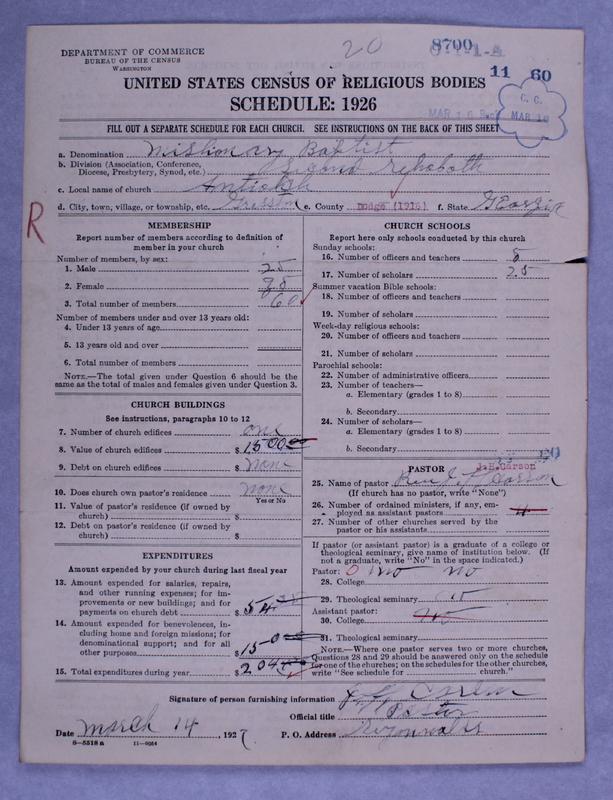 20
8700
DEPARTMENT OF COMMERCE
BUREAU OF THE CENSUS
WASHINGTON
11 60
UNITED STATES CENSUS OF RELIGIOUS BODIES
SCHEDULE: 1926
C. C.
MAR 16
FILL OUT A SEPARATE SCHEDULE FOR EACH CHURCH. SEE INSTRUCTIONS ON THE BACK OF THIS SHEET
a. Denomination Missionary Baptist
b. Division (Association, Conference, Diocese, Presbytery, Synod, etc.) Second Rehoboth
c. Local name of church Antioch
d. City, town, village, or township, etc. e. County Dodge (1916) f. State Georgia
R
MEMBERSHIP
Report number of members according to definition of
member in your church
Number of members, by sex:
1. Male 25
2. Female
3. Total number of members 60
Number of members under and over 13 years old:
4. Under 13 years of age
5. 13 years old and over
6. Total number of members
NOTE.—The total given under Question 6 should be the
same as the total of males and females given under Question 3.
CHURCH BUILDINGS
See instructions, paragraphs 10 to 12
7. Number of church edifices one
8. Value of church edifices $ 1500.00
9. Debt on church edifices none
10. Does church own pastor's residence none
Yes or No
11. Value of pastor's residence (if owned by
church) $
12. Debt on pastor's residence (if owned by
church) $
EXPENDITURES
Amount expended by your church during last fiscal year
13. Amount expended for salaries, repairs,
and other running expenses; for im-
provements or new buildings; and for
payments on church debt $ 54
14. Amount expended for benevolences, in-
cluding home and foreign missions; for
denominational support; and for all
other purposes $ 150
15. Total expenditures during year $ 204
CHURCH SCHOOLS
Report here only schools conducted by this church
Sunday schools:
16. Number of officers and teachers 5
17. Number of scholars 25
Summer vacation Bible schools:
18. Number of officers and teachers
19. Number of scholars
Week-day religious schools:
20. Number of officers and teachers
21. Number of scholars
Parochial schools:
22. Number of administrative officers
23. Number of teachers—
a. Elementary (grades 1 to 8)
b. Secondary
24. Number of scholars—
a. Elementary (grades 1 to 8)
b. Secondary
PASTOR J.H.Carson
25. Name of pastor Rev. Carson
(If church has no pastor, write "None")
26. Number of ordained ministers, if any, em-
ployed as assistant pastors
27. Number of other churches served by the
pastor or his assistants
If pastor (or assistant pastor) is a graduate of a college or
theological seminary, give name of institution below. (If
not a graduate, write "No" in the space indicated.)
Pastor: 0 No No
28. College
29. Theological seminary
Assistant pastor:
30. College No
31. Theological seminary
NOTE.—Where one pastor serves two or more churches,
Questions 28 and 29 should be answered only on the schedule
for one of the churches; on the schedules for the other churches,
write "See schedule for church."
Signature of person furnishing information
Official title Pastor
Date March 14, 1927 P. O. Address
8—5518 a 11—9014